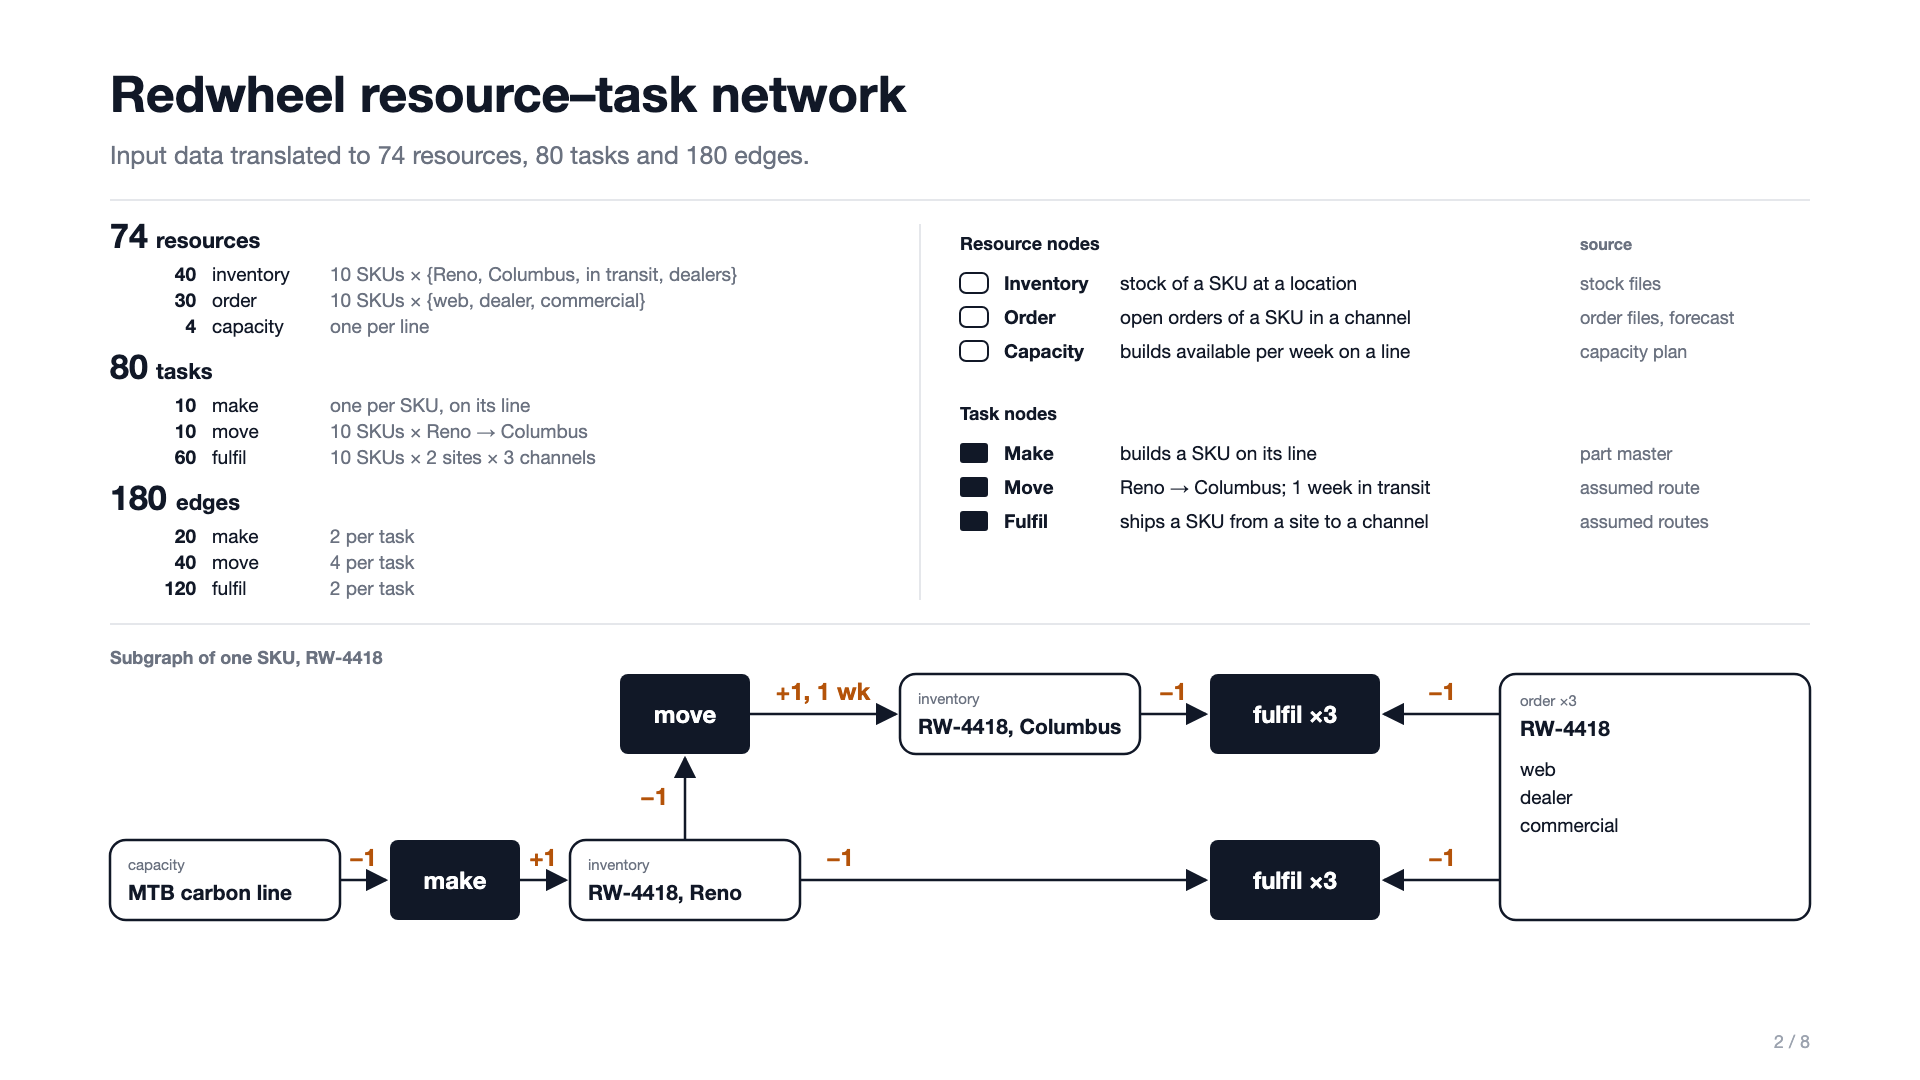 Redwheel resource–task network
Input data translated to 74 resources, 80 tasks and 180 edges.
74 resources
40 inventory 10 SKUs × {Reno, Columbus, in transit, dealers}
30 order 10 SKUs × {web, dealer, commercial}
4 capacity one per line
80 tasks
10 make one per SKU, on its line
10 move 10 SKUs × Reno → Columbus
60 fulfil 10 SKUs × 2 sites × 3 channels
180 edges
20 make 2 per task
40 move 4 per task
120 fulfil 2 per task
Resource nodes source
Inventory stock of a SKU at a location stock files
Order open orders of a SKU in a channel order files, forecast
Capacity builds available per week on a line capacity plan
Task nodes
Make builds a SKU on its line part master
Move Reno → Columbus; 1 week in transit assumed route
Fulfil ships a SKU from a site to a channel assumed routes
Subgraph of one SKU, RW-4418
move
+1, 1 wk
inventory
RW-4418, Columbus
−1
fulfil ×3
−1
order ×3
RW-4418
web
dealer
commercial
−1
capacity
MTB carbon line
−1
make
+1
inventory
RW-4418, Reno
−1
fulfil ×3
−1
2 / 8